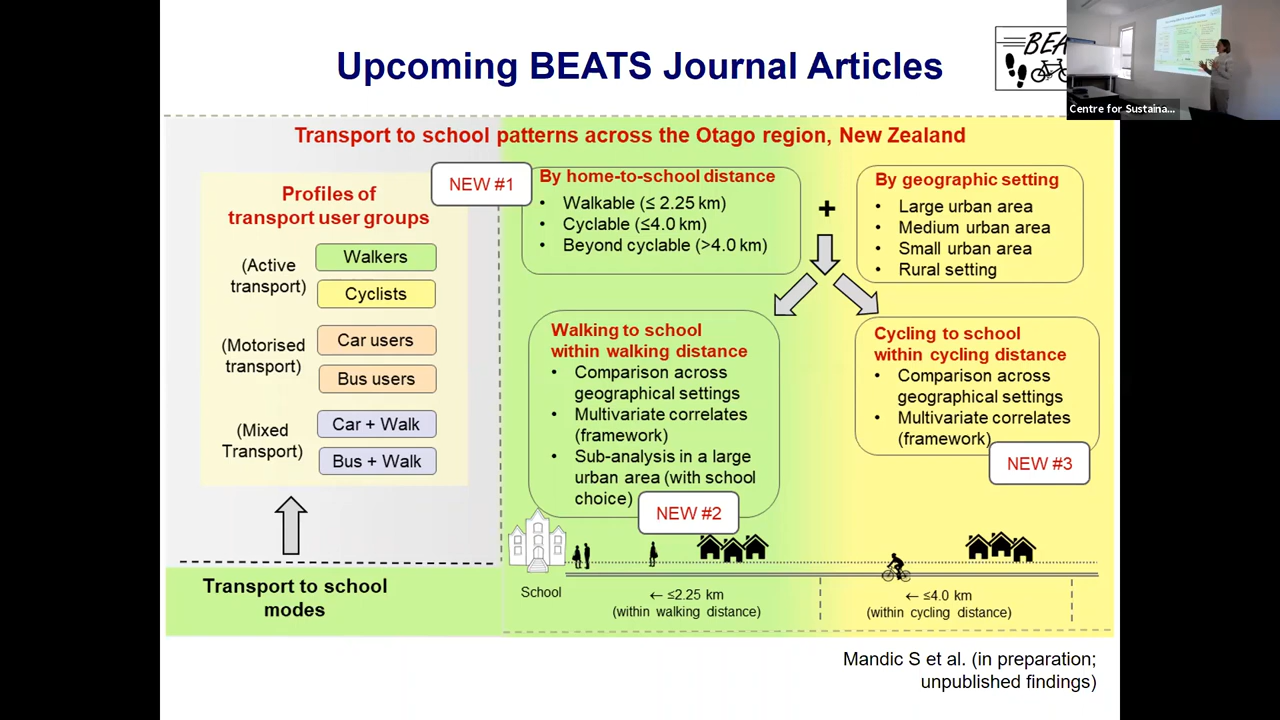 Upcoming BEATS Journal Articles
BEA
Centre for Sustaina...
Transport to school patterns across the Otago region, New Zealand
Profiles of
transport user groups
(Active
transport)
Walkers
Cyclists
(Motorised
transport)
Car users
Bus users
(Mixed
Transport)
Car + Walk
Bus + Walk
Transport to school
modes
NEW #1
By home-to-school distance
• Walkable (≤ 2.25 km)
• Cyclable (≤4.0 km)
• Beyond cyclable (>4.0 km)
+
By geographic setting
• Large urban area
• Medium urban area
• Small urban area
• Rural setting
Walking to school
within walking distance
• Comparison across
geographical settings
• Multivariate correlates
(framework)
• Sub-analysis in a large
urban area (with school
choice)
NEW #2
Cycling to school
within cycling distance
• Comparison across
geographical settings
• Multivariate correlates
(framework)
NEW #3
School
← ≤2.25 km
(within walking distance)
← ≤4.0 km
(within cycling distance)
Mandic S et al. (in preparation;
unpublished findings)